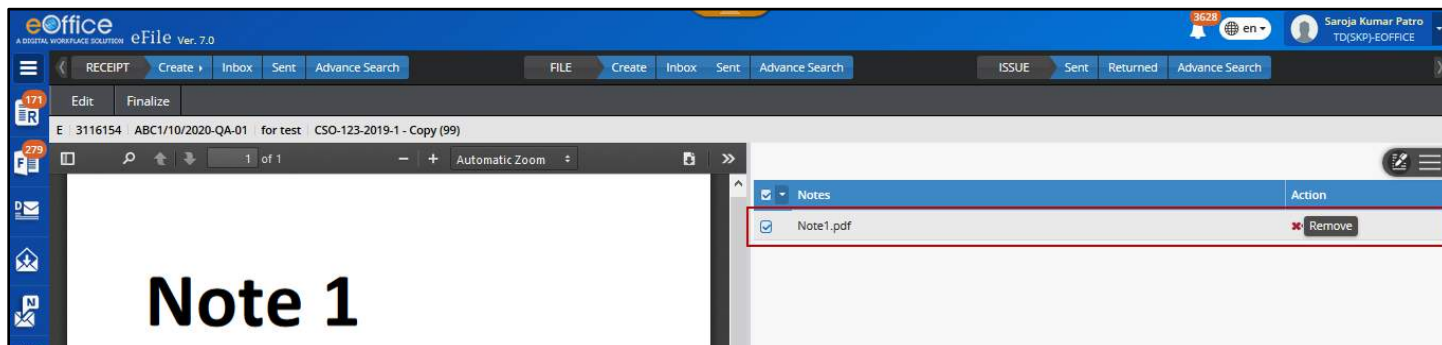 eOffice
A DIGITAL WORKPLACE SOLUTION eFile Ver. 7.0
3628
en
Saroja Kumar Patro
TD(SKP)-EOFFICE
RECEIPT Create Inbox Sent Advance Search FILE Create Inbox Sent Advance Search ISSUE Sent Returned Advance Search
171
R
Edit Finalize
E 3116154 ABC1/10/2020-QA-01 for test CSO-123-2019-1 - Copy (99)
279
F
1 of 1 Automatic Zoom
Notes Action
D
Note1.pdf Remove
Note 1
N